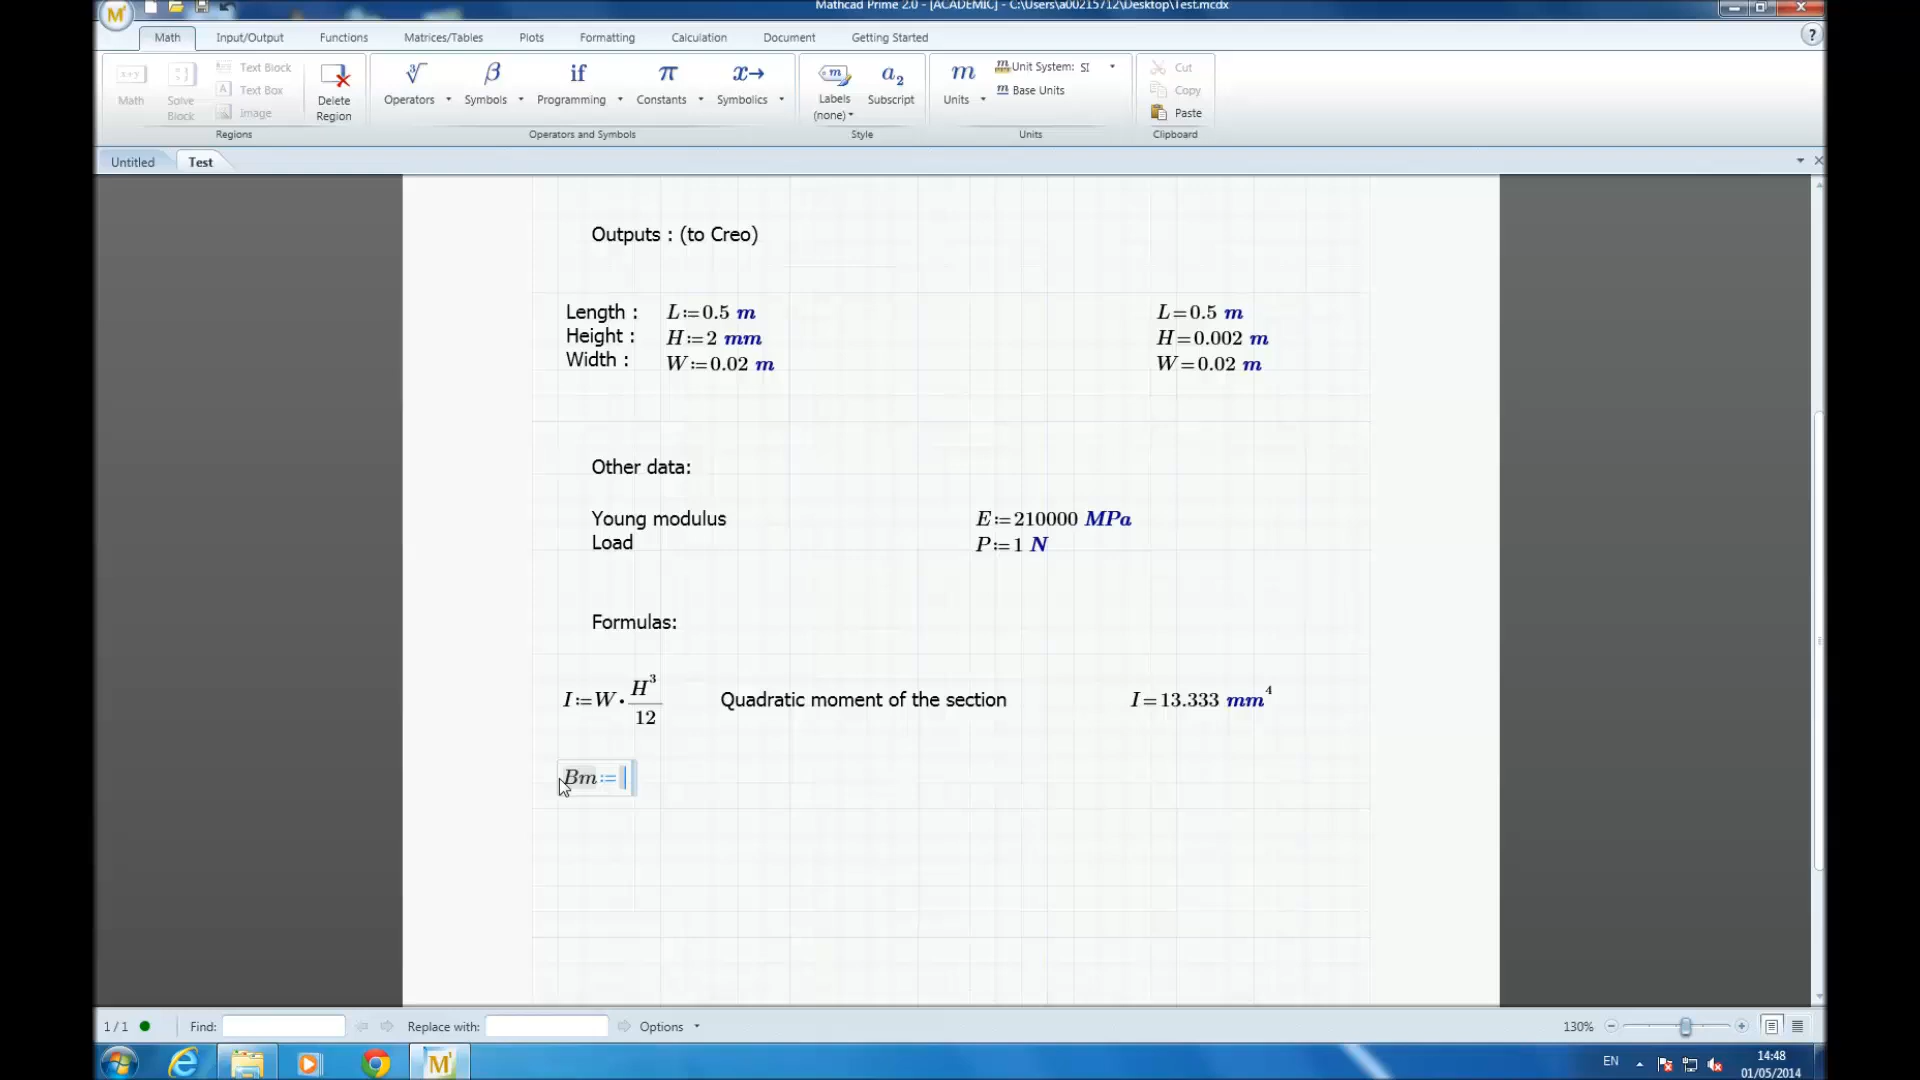 Mathcad Prime 2.0 - [ACADEMIC] - C:\Users\a00215712\Desktop\Test.mcdx
Math Input/Output Functions Matrices/Tables Plots Formatting Calculation Document Getting Started
Math
Solve Block
Text Block
Text Box
Image
Delete Region
Regions
Operators
Symbols
if
Programming
π
Constants
x→
Symbolics
Operators and Symbols
Labels (none)
Subscript
Style
Units
Unit System: SI
Base Units
Units
Cut
Copy
Paste
Clipboard
Untitled Test
Outputs : (to Creo)
Length : L:=0.5 m L=0.5 m
Height : H:=2 mm H=0.002 m
Width : W:=0.02 m W=0.02 m
Other data:
Young modulus E:=210000 MPa
Load P:=1 N
Formulas:
I:=W•H³/12 Quadratic moment of the section I=13.333 mm⁴
Bm:=
1 / 1 Find: Replace with: Options 130%
EN 14:48
01/05/2014